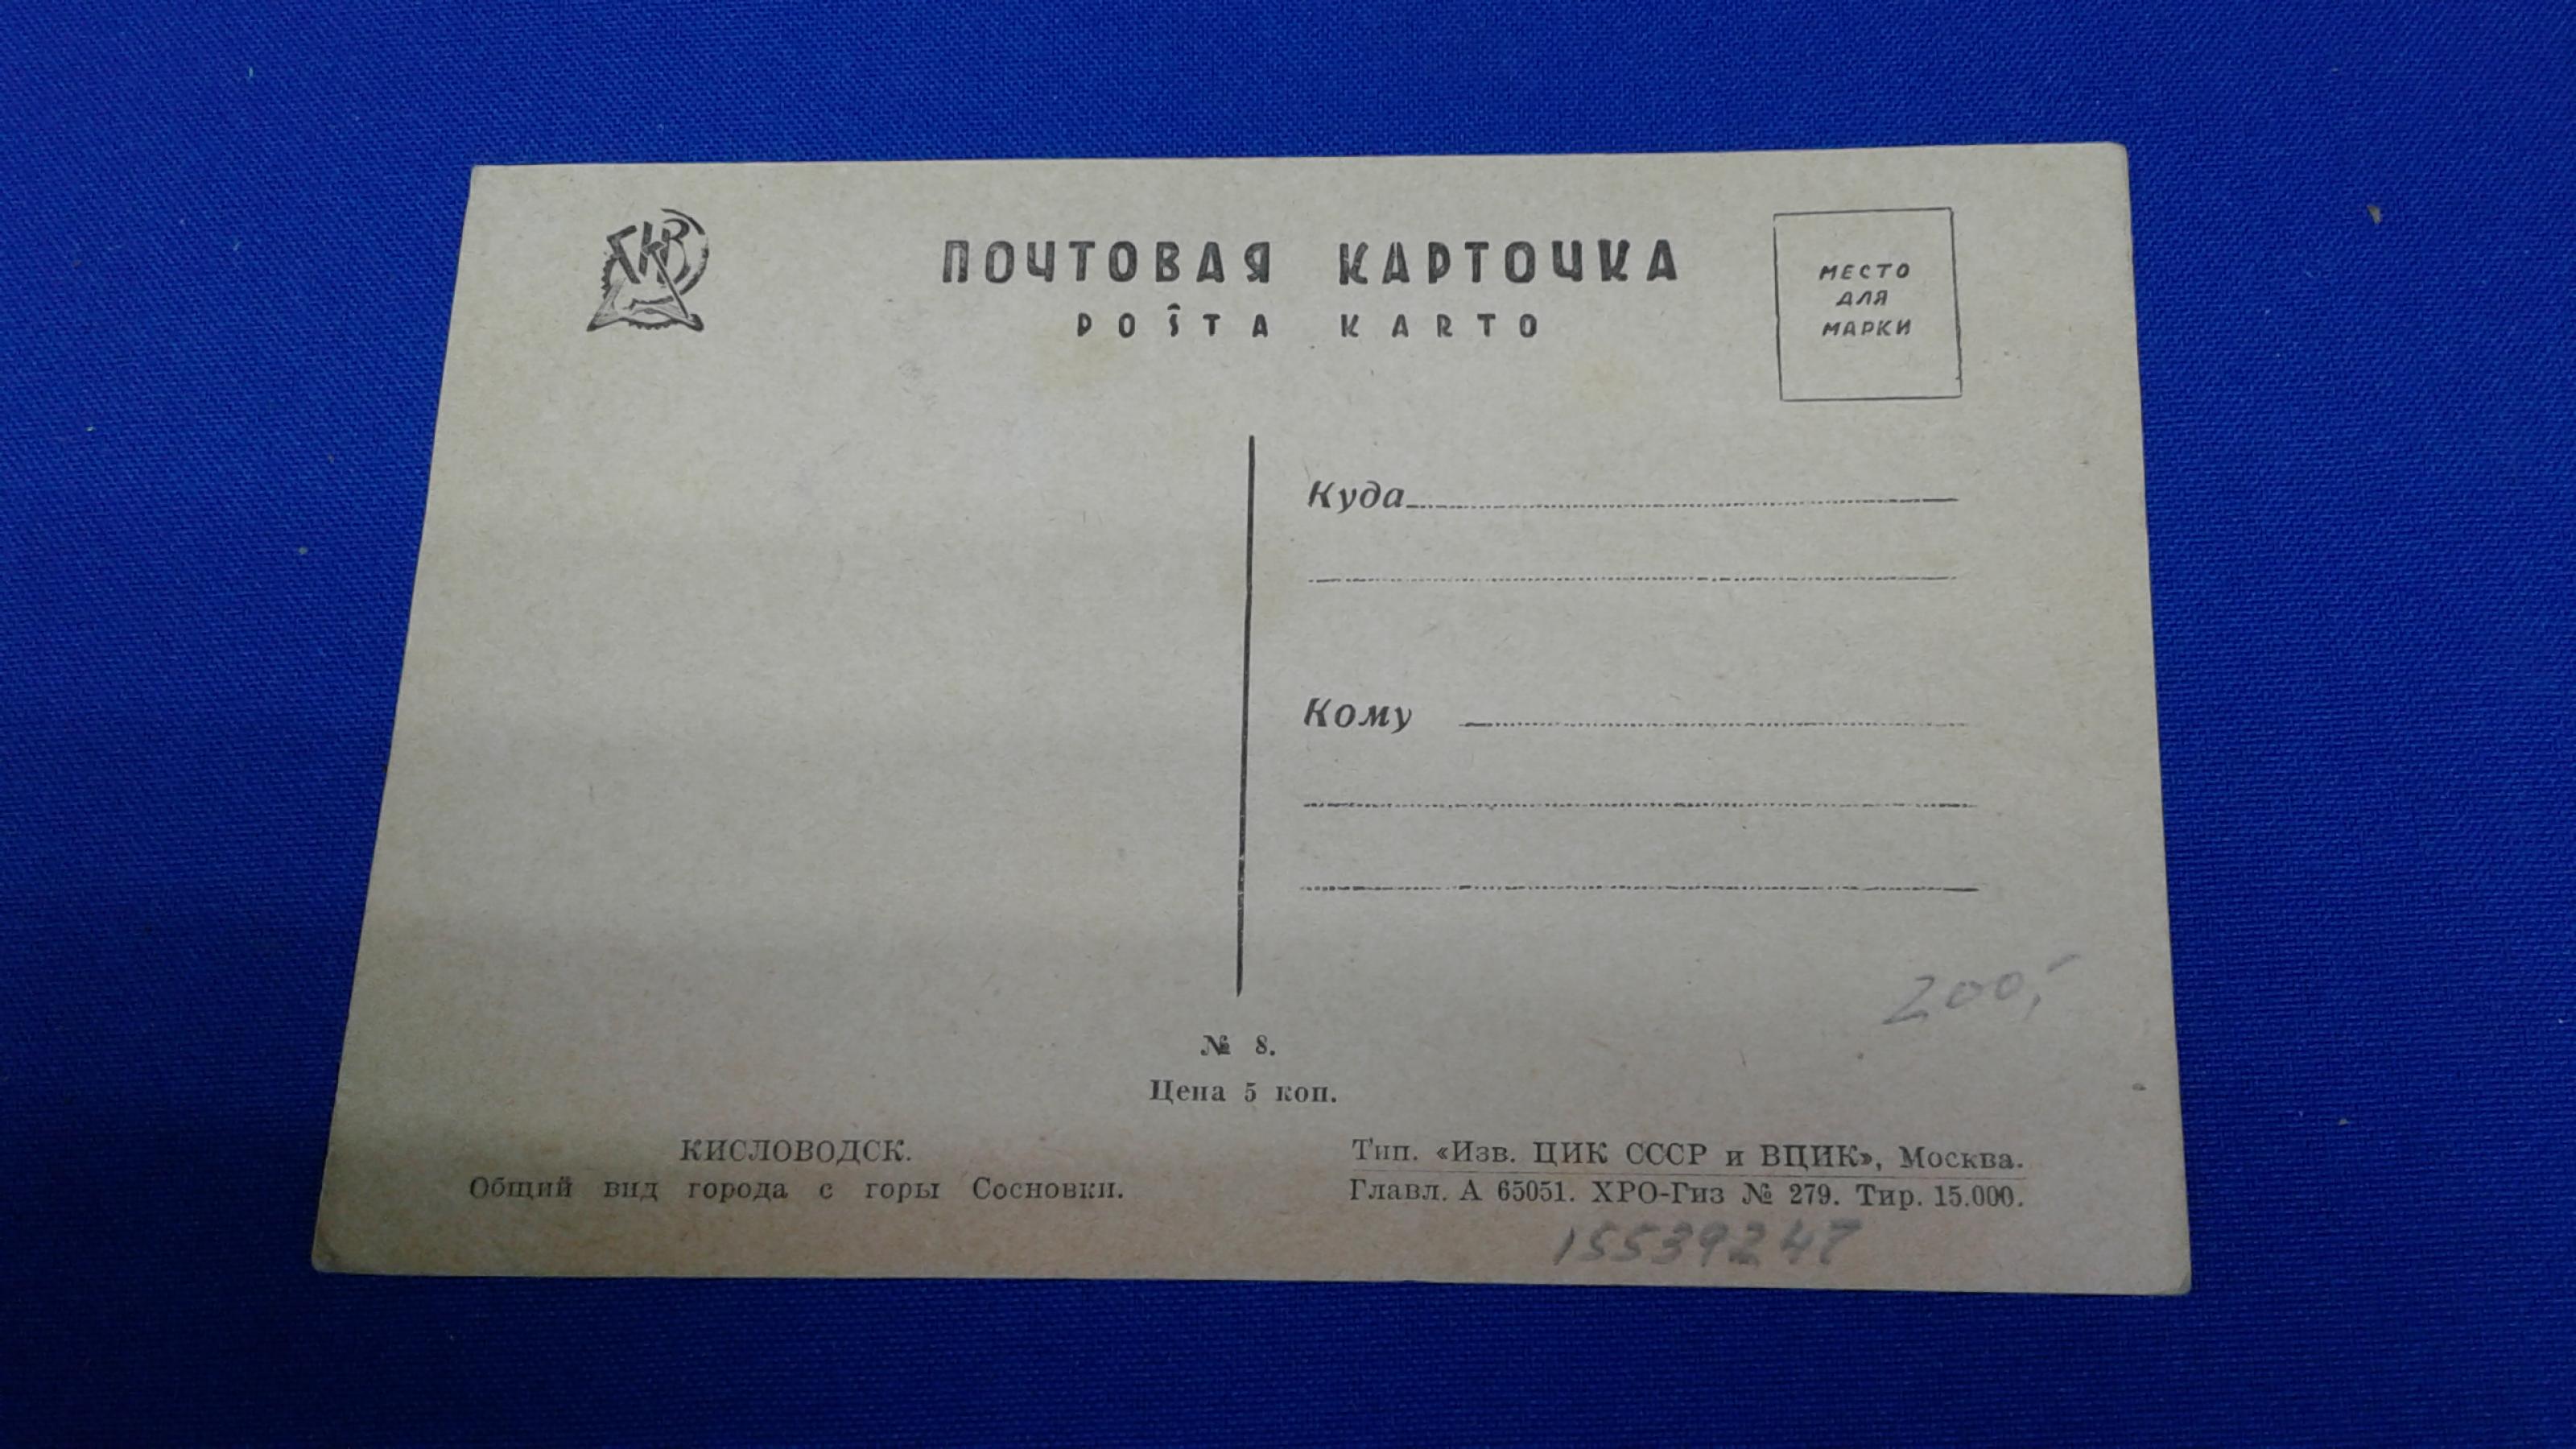 ПОЧТОВАЯ КАРТОЧКА
POŜTA KARTO
МЕСТО
ДЛЯ
МАРКИ
Куда
Кому
200,-
№ 8.
Цена 5 коп.
КИСЛОВОДСК.
Общий вид города с горы Сосновки.
Тип. «Изв. ЦИК СССР и ВЦИК», Москва.
Главл. А 65051. ХРО-Гиз № 279. Тир. 15.000.
15539247